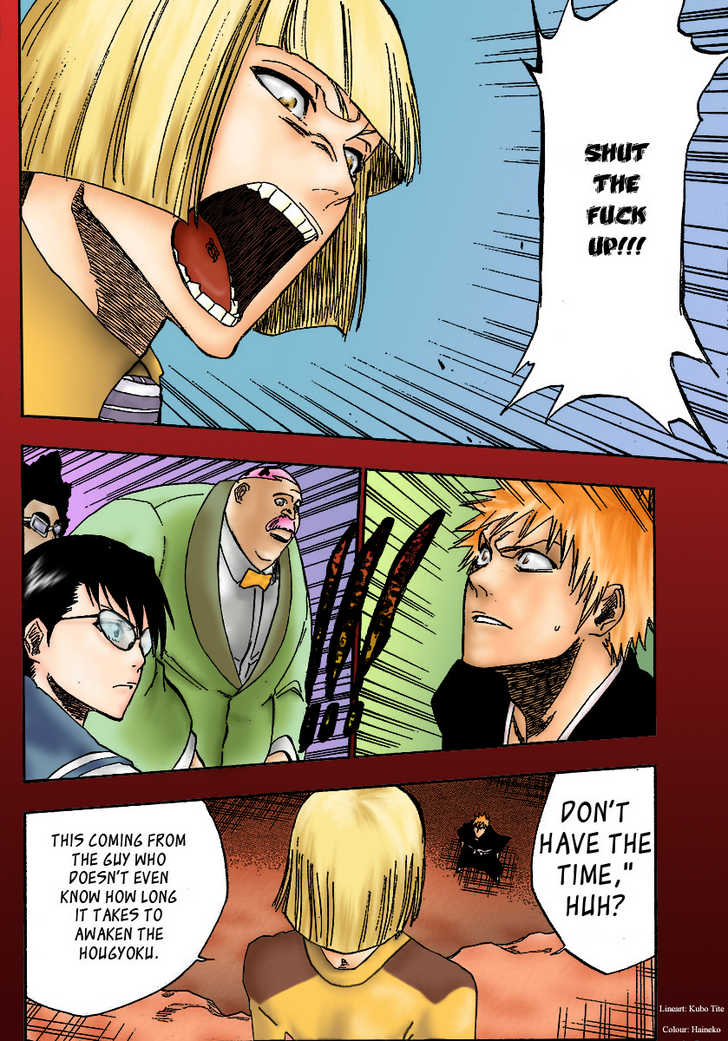 SHUT
THE
FUCK
UP!!!
DON'T
HAVE THE
TIME,"
HUH?
THIS COMING FROM
THE GUY WHO
DOESN'T EVEN
KNOW HOW LONG
IT TAKES TO
AWAKEN THE
HOUGYOKU.
Lineart: Kubo Tite
Colour: Haineko